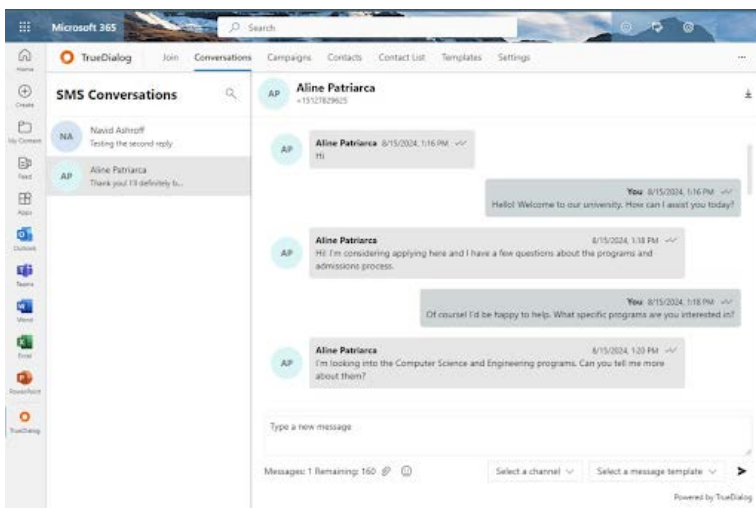 Microsoft 365
Search
TrueDialog
Join
Conversations
Campaigns
Contacts
Contact List
Templates
Settings
Home
Create
My Content
Feed
Apps
Outlook
Teams
Word
Excel
PowerPoint
TrueDialog
SMS Conversations
NA
Navid Ashroff
Testing the second reply
AP
Aline Patriarca
Thank you! I'll definitely b...
AP
Aline Patriarca
+15127829625
AP
Aline Patriarca 8/15/2024, 1:16 PM
Hi
You 8/15/2024, 1:16 PM
Hello! Welcome to our university. How can I assist you today?
AP
Aline Patriarca 8/15/2024, 1:18 PM
Hi! I'm considering applying here and I have a few questions about the programs and
admissions process.
You 8/15/2024, 1:18 PM
Of course! I'd be happy to help. What specific programs are you interested in?
AP
Aline Patriarca 8/15/2024, 1:20 PM
I'm looking into the Computer Science and Engineering programs. Can you tell me more
about them?
Type a new message
Messages: 1 Remaining: 160
Select a channel
Select a message template
Powered by TrueDialog